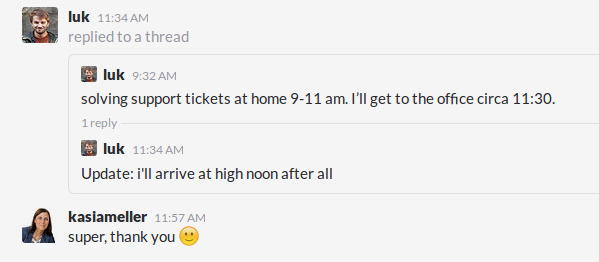 luk 11:34 AM
replied to a thread
luk 9:32 AM
solving support tickets at home 9-11 am. I'll get to the office circa 11:30.
1 reply
luk 11:34 AM
Update: i'll arrive at high noon after all
kasiameller 11:57 AM
super, thank you 🙂